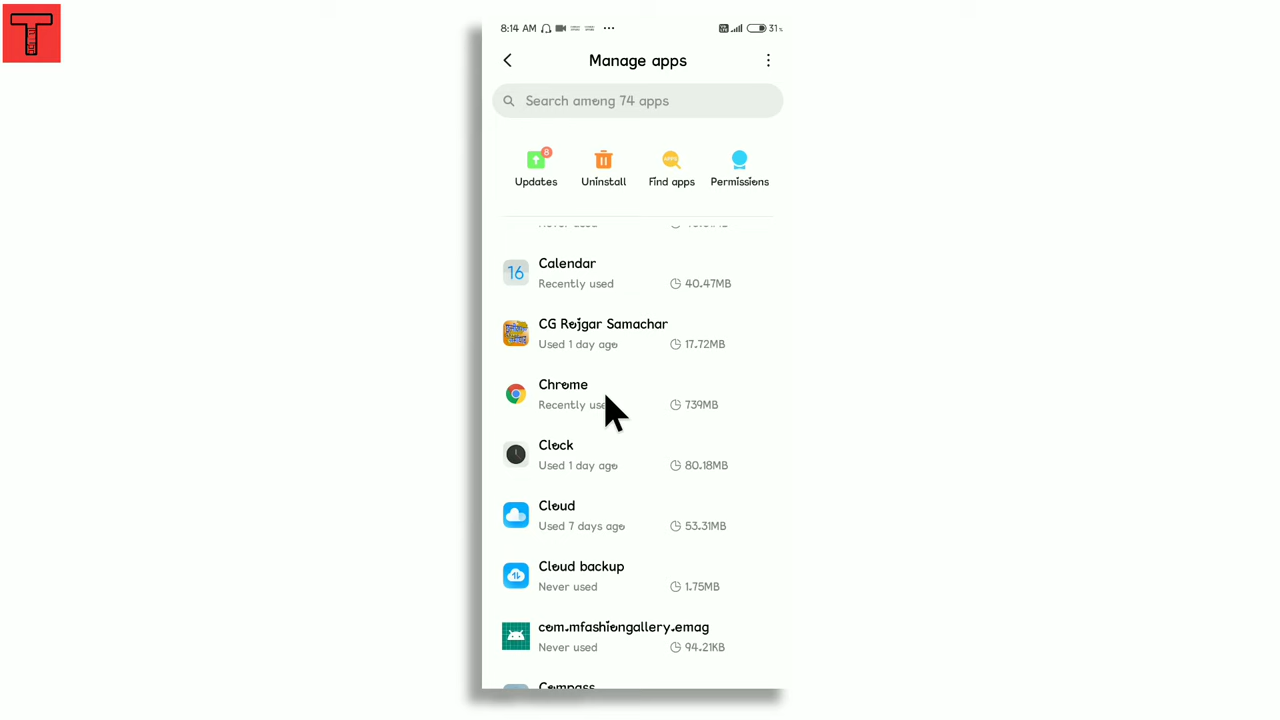 T
8:14 AM 31%
Manage apps
Search among 74 apps
8
APPS
Updates Uninstall Find apps Permissions
Never used
Calendar
16
Recently used 40.47MB
CG Rojgar Samachar
Used 1 day ago 17.72MB
Chrome
Recently 739MB
Clock
Used 1 day ago 80.18MB
Cloud
Used 7 days ago 53.31MB
Cloud backup
Never used 1.75MB
com.mfashiongallery.emag
Never used 94.21KB
Compass